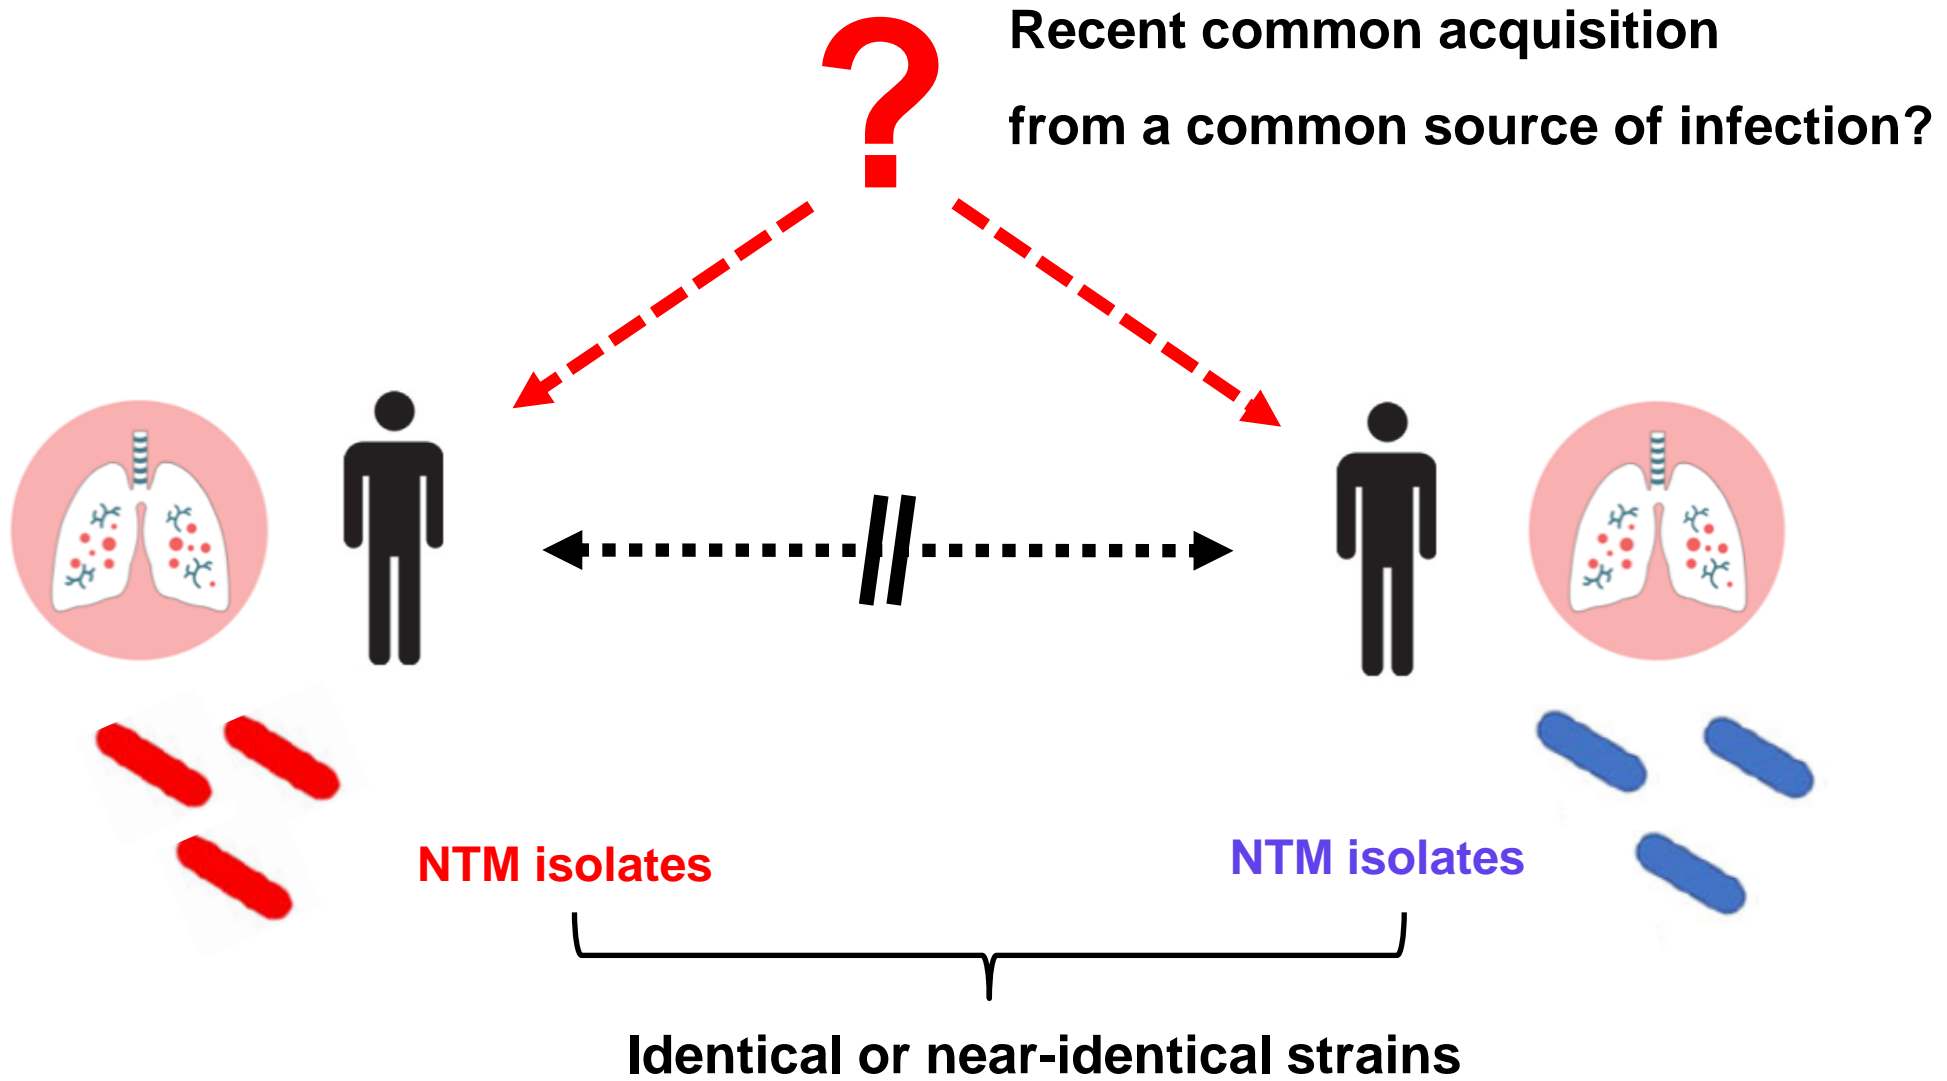 ?
Recent common acquisition
from a common source of infection?
NTM isolates
NTM isolates
Identical or near-identical strains